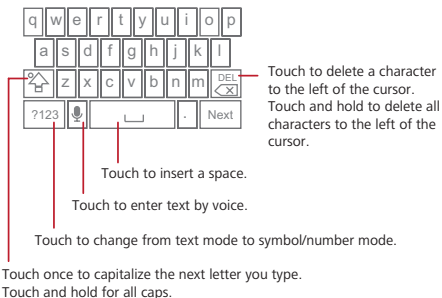 q w e r t y u i o p
a s d f g h j k l
z x c v b n m DEL
?123 . Next
Touch to delete a character
to the left of the cursor.
Touch and hold to delete all
characters to the left of the
cursor.
Touch to insert a space.
Touch to enter text by voice.
Touch to change from text mode to symbol/number mode.
Touch once to capitalize the next letter you type.
Touch and hold for all caps.